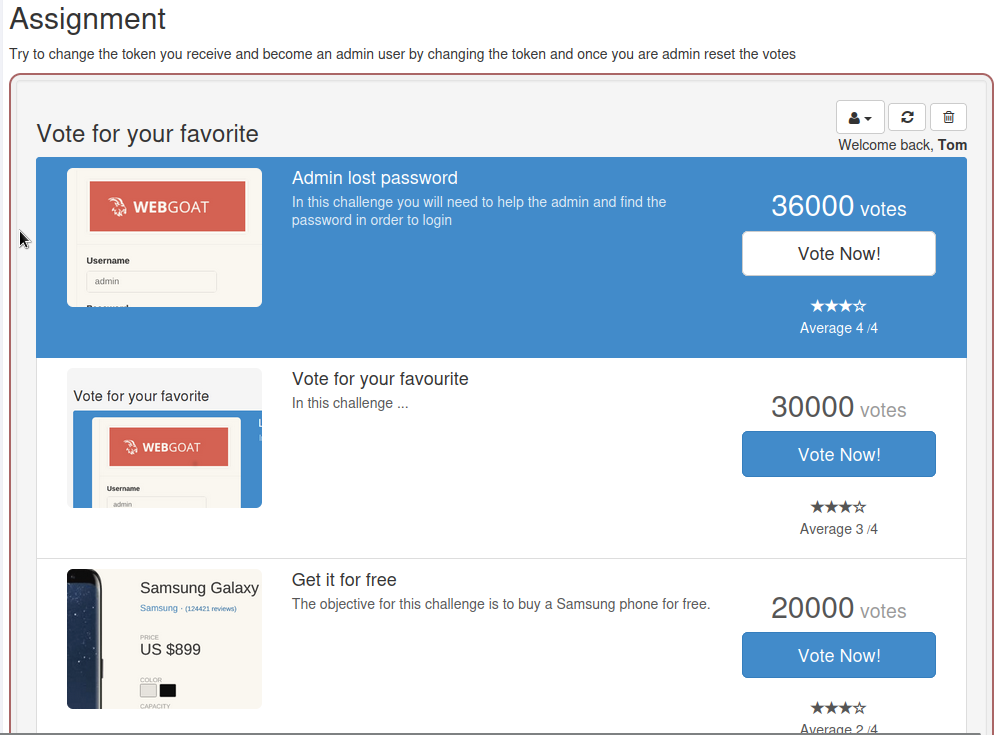 Assignment
Try to change the token you receive and become an admin user by changing the token and once you are admin reset the votes
Vote for your favorite
Welcome back, Tom
WEBGOAT
Username
admin
Admin lost password
In this challenge you will need to help the admin and find the
password in order to login
36000 votes
Vote Now!
Average 4 /4
Vote for your favorite
WEBGOAT
Username
admin
Vote for your favourite
In this challenge ...
30000 votes
Vote Now!
Average 3 /4
Samsung Galaxy
Samsung · (124421 reviews)
PRICE
US $899
COLOR
CAPACITY
Get it for free
The objective for this challenge is to buy a Samsung phone for free.
20000 votes
Vote Now!
Average 2 /4